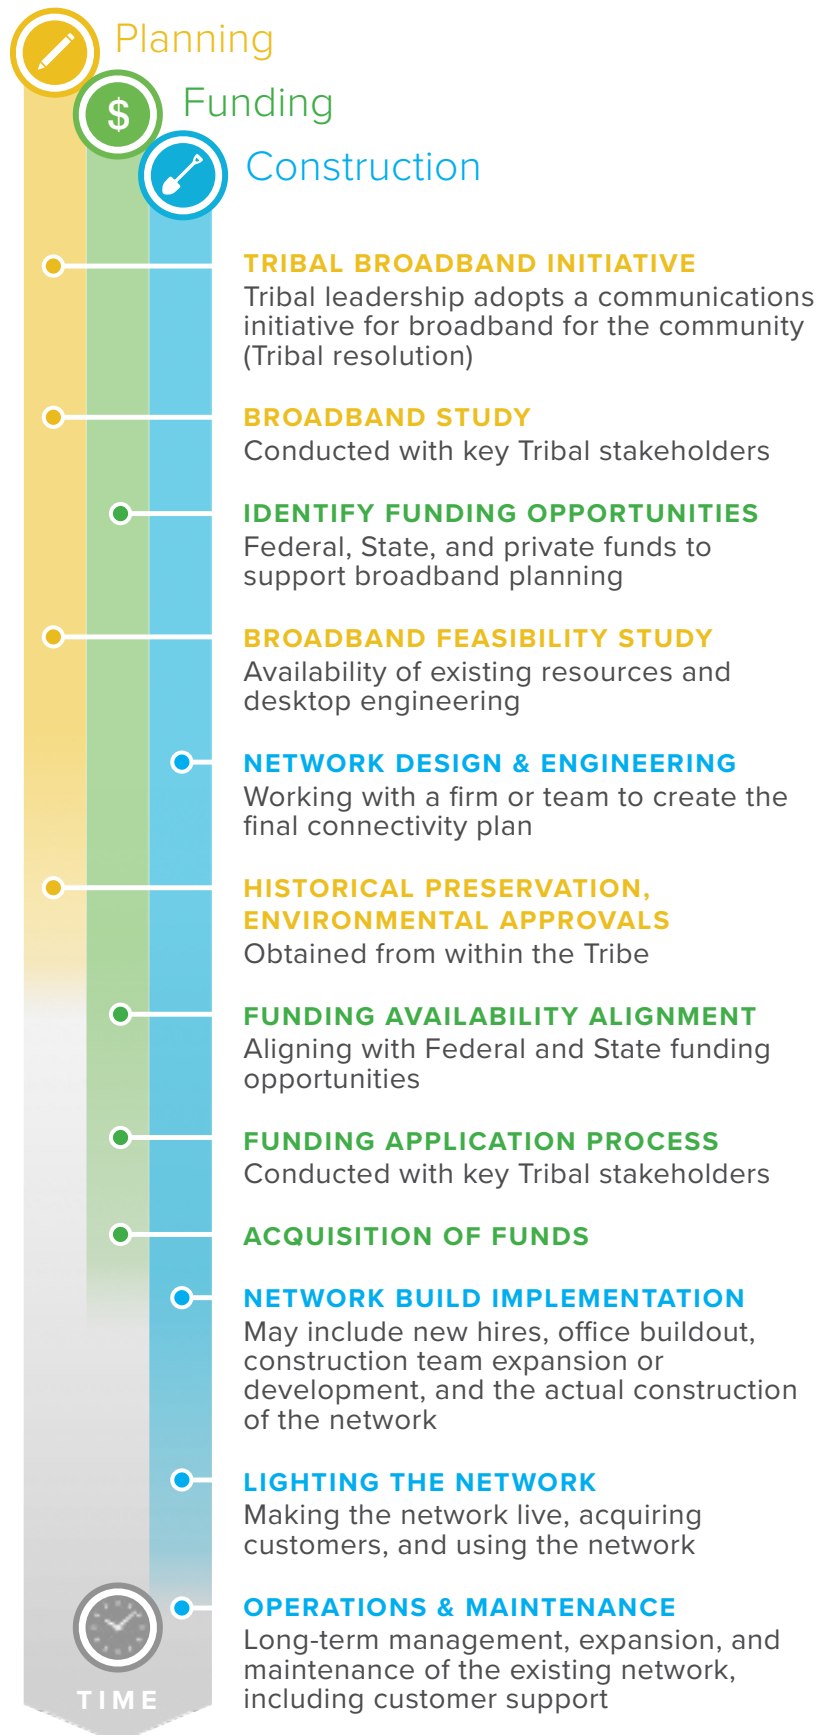 Planning
$
Funding
Construction
TRIBAL BROADBAND INITIATIVE
Tribal leadership adopts a communications
initiative for broadband for the community
(Tribal resolution)
BROADBAND STUDY
Conducted with key Tribal stakeholders
IDENTIFY FUNDING OPPORTUNITIES
Federal, State, and private funds to
support broadband planning
BROADBAND FEASIBILITY STUDY
Availability of existing resources and
desktop engineering
NETWORK DESIGN & ENGINEERING
Working with a firm or team to create the
final connectivity plan
HISTORICAL PRESERVATION,
ENVIRONMENTAL APPROVALS
Obtained from within the Tribe
FUNDING AVAILABILITY ALIGNMENT
Aligning with Federal and State funding
opportunities
FUNDING APPLICATION PROCESS
Conducted with key Tribal stakeholders
ACQUISITION OF FUNDS
NETWORK BUILD IMPLEMENTATION
May include new hires, office buildout,
construction team expansion or
development, and the actual construction
of the network
LIGHTING THE NETWORK
Making the network live, acquiring
customers, and using the network
OPERATIONS & MAINTENANCE
Long-term management, expansion, and
maintenance of the existing network,
including customer support
TIME